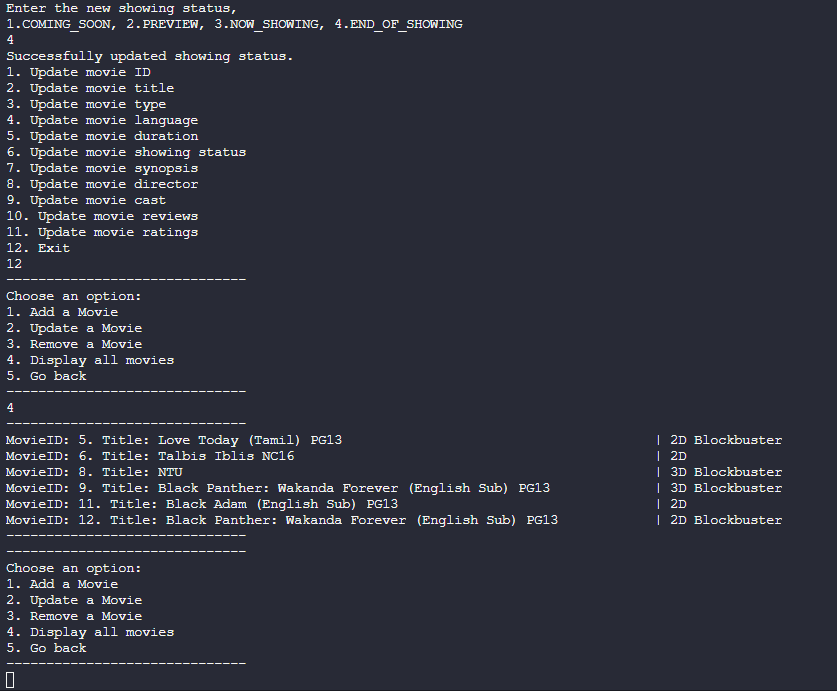 Enter the new showing status,
1.COMING_SOON, 2.PREVIEW, 3.NOW_SHOWING, 4.END_OF_SHOWING
4
Successfully updated showing status.
1. Update movie ID
2. Update movie title
3. Update movie type
4. Update movie language
5. Update movie duration
6. Update movie showing status
7. Update movie synopsis
8. Update movie director
9. Update movie cast
10. Update movie reviews
11. Update movie ratings
12. Exit
12
------------------------------
Choose an option:
1. Add a Movie
2. Update a Movie
3. Remove a Movie
4. Display all movies
5. Go back
------------------------------
4
------------------------------
MovieID: 5. Title: Love Today (Tamil) PG13 | 2D Blockbuster
MovieID: 6. Title: Talbis Iblis NC16 | 2D
MovieID: 8. Title: NTU | 3D Blockbuster
MovieID: 9. Title: Black Panther: Wakanda Forever (English Sub) PG13 | 3D Blockbuster
MovieID: 11. Title: Black Adam (English Sub) PG13 | 2D
MovieID: 12. Title: Black Panther: Wakanda Forever (English Sub) PG13 | 2D Blockbuster
------------------------------
------------------------------
Choose an option:
1. Add a Movie
2. Update a Movie
3. Remove a Movie
4. Display all movies
5. Go back
------------------------------